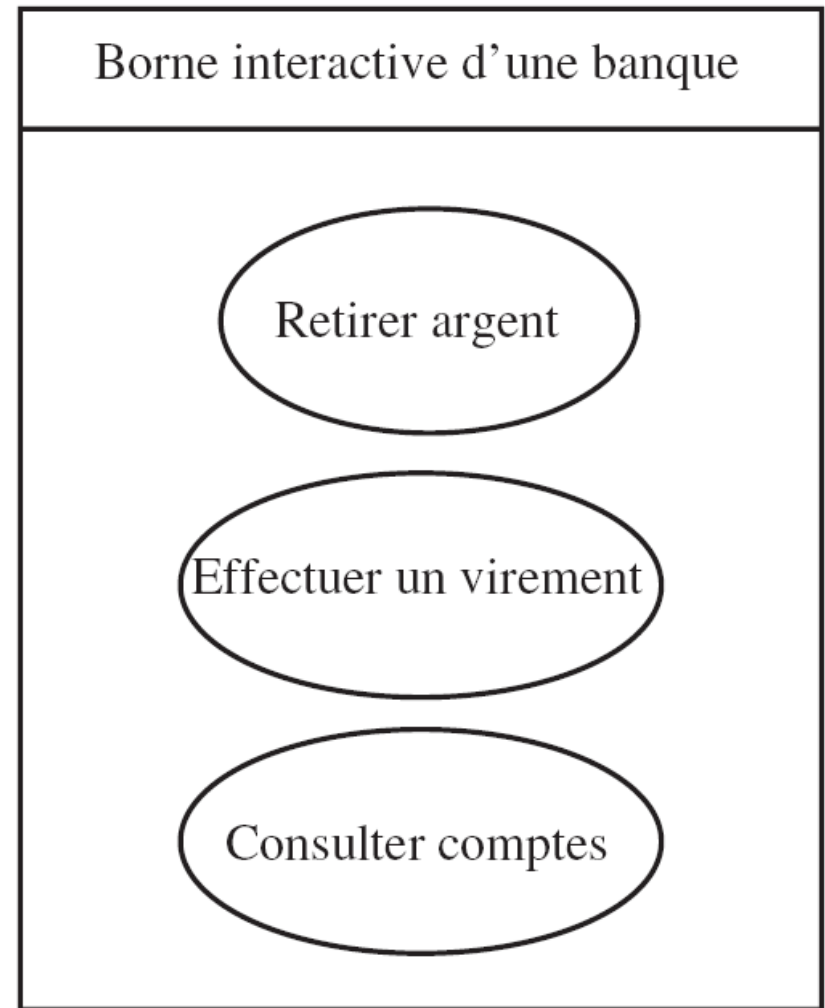 Borne interactive d’une banque
Retirer argent
Effectuer un virement
Consulter comptes